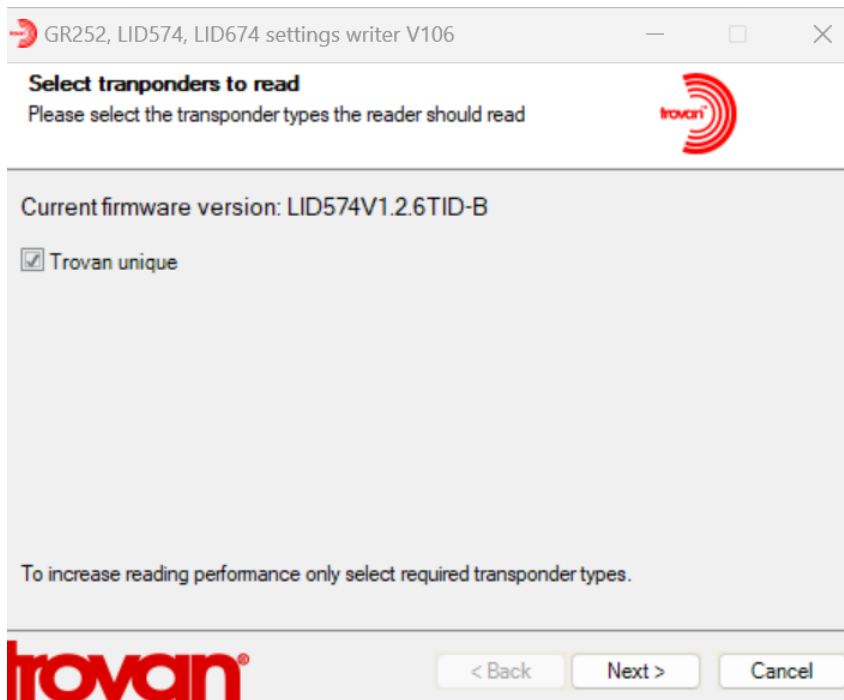 GR252, LID574, LID674 settings writer V106
Select tranponders to read
Please select the transponder types the reader should read
trovan™
Current firmware version: LID574V1.2.6TID-B
Trovan unique
To increase reading performance only select required transponder types.
trovan®
< Back
Next >
Cancel